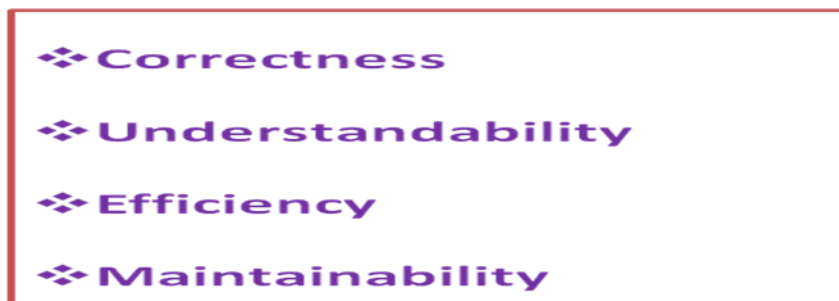 ❖Correctness
❖Understandability
❖Efficiency
❖Maintainability